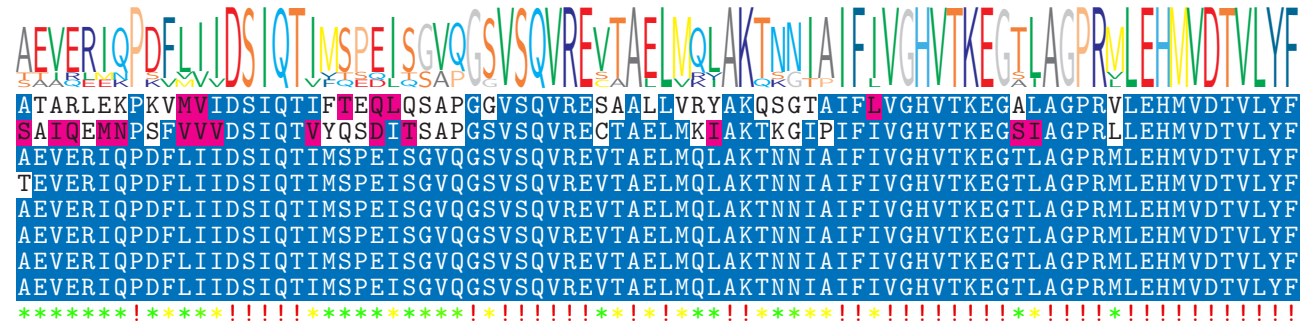 AEVERIQPDFLIIDSIQTIMSPEISGVQGSVSQVREVTAELMQLAKTNNIAIFIVGHVTKEGTLAGPRMLEHMVDTVLYF
ATARLEKPKVMVIDSIQTIFTEQLQSAPGGVSQVRESAALLVRYAKQSGTAIFLVGHVTKEGALAGPRVLEHMVDTVLYF
SAIQEMNPSFVVVDSIQTVYQSDITSAPGSVSQVRECTAELMKIAKTKGIPIFIVGHVTKEGSIAGPRLLEHMVDTVLYF
AEVERIQPDFLIIDSIQTIMSPEISGVQGSVSQVREVTAELMQLAKTNNIAIFIVGHVTKEGTLAGPRMLEHMVDTVLYF
TEVERIQPDFLIIDSIQTIMSPEISGVQGSVSQVREVTAELMQLAKTNNIAIFIVGHVTKEGTLAGPRMLEHMVDTVLYF
AEVERIQPDFLIIDSIQTIMSPEISGVQGSVSQVREVTAELMQLAKTNNIAIFIVGHVTKEGTLAGPRMLEHMVDTVLYF
AEVERIQPDFLIIDSIQTIMSPEISGVQGSVSQVREVTAELMQLAKTNNIAIFIVGHVTKEGTLAGPRMLEHMVDTVLYF
AEVERIQPDFLIIDSIQTIMSPEISGVQGSVSQVREVTAELMQLAKTNNIAIFIVGHVTKEGTLAGPRMLEHMVDTVLYF
AEVERIQPDFLIIDSIQTIMSPEISGVQGSVSQVREVTAELMQLAKTNNIAIFIVGHVTKEGTLAGPRMLEHMVDTVLYF
*******!*****!!!!!**********!*!!!!!!**!*!***!!*****!!*!!!!!!!!**!!!!*!!!!!!!!!!!